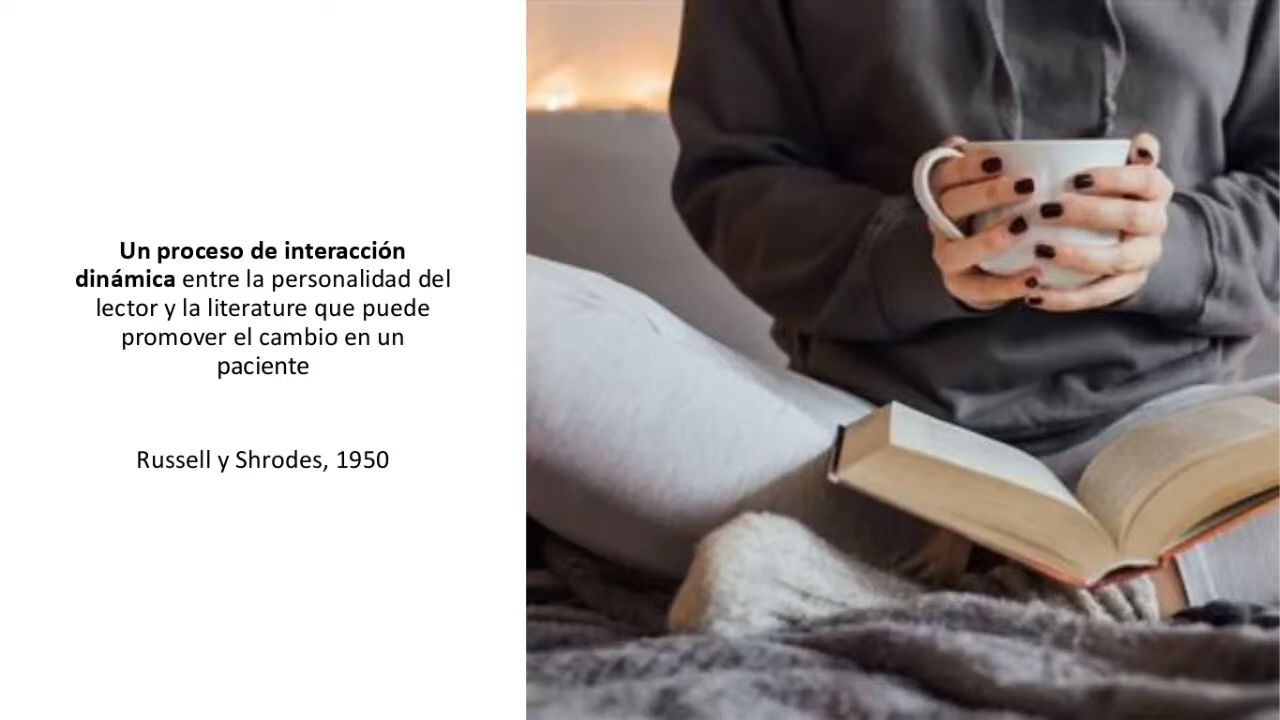 Un proceso de interacción
dinámica entre la personalidad del
lector y la literature que puede
promover el cambio en un
paciente
Russell y Shrodes, 1950